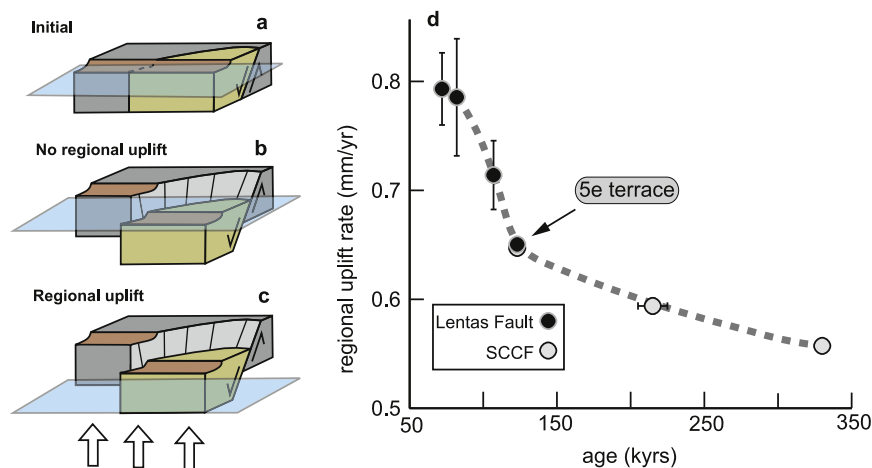 Initial
a
No regional uplift
b
Regional uplift
c
d
regional uplift rate (mm/yr)
0.8
0.7
0.6
0.5
5e terrace
Lentas Fault
SCCF
50
150
250
350
age (kyrs)